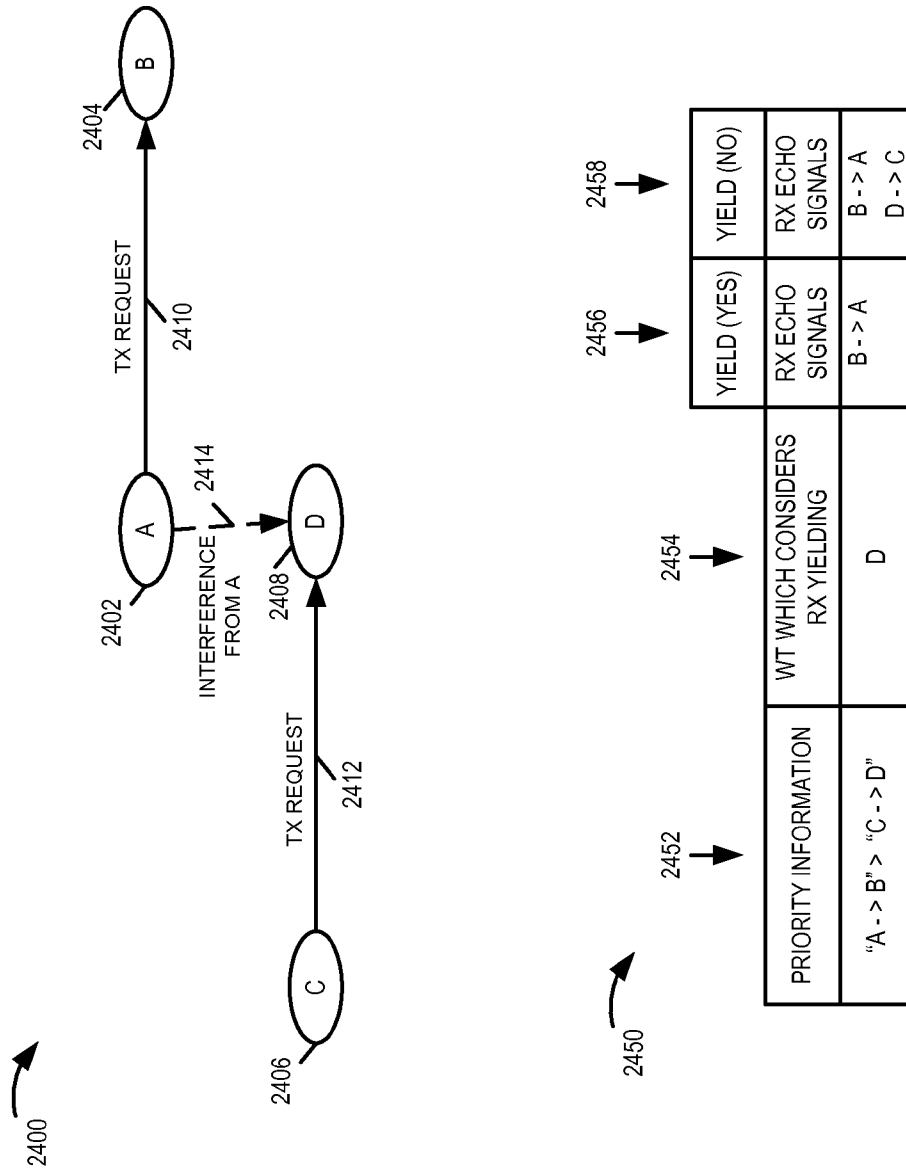 2400
A
2402
B
2404
TX REQUEST
2410
INTERFERENCE
FROM A
2414
C
2406
TX REQUEST
2412
D
2408
2450
2452
2454
2456
2458
YIELD (YES)
YIELD (NO)
PRIORITY INFORMATION
WT WHICH CONSIDERS
RX YIELDING
RX ECHO
SIGNALS
RX ECHO
SIGNALS
“A - > B” > “C - > D”
D
B - > A
B - > A
D - > C